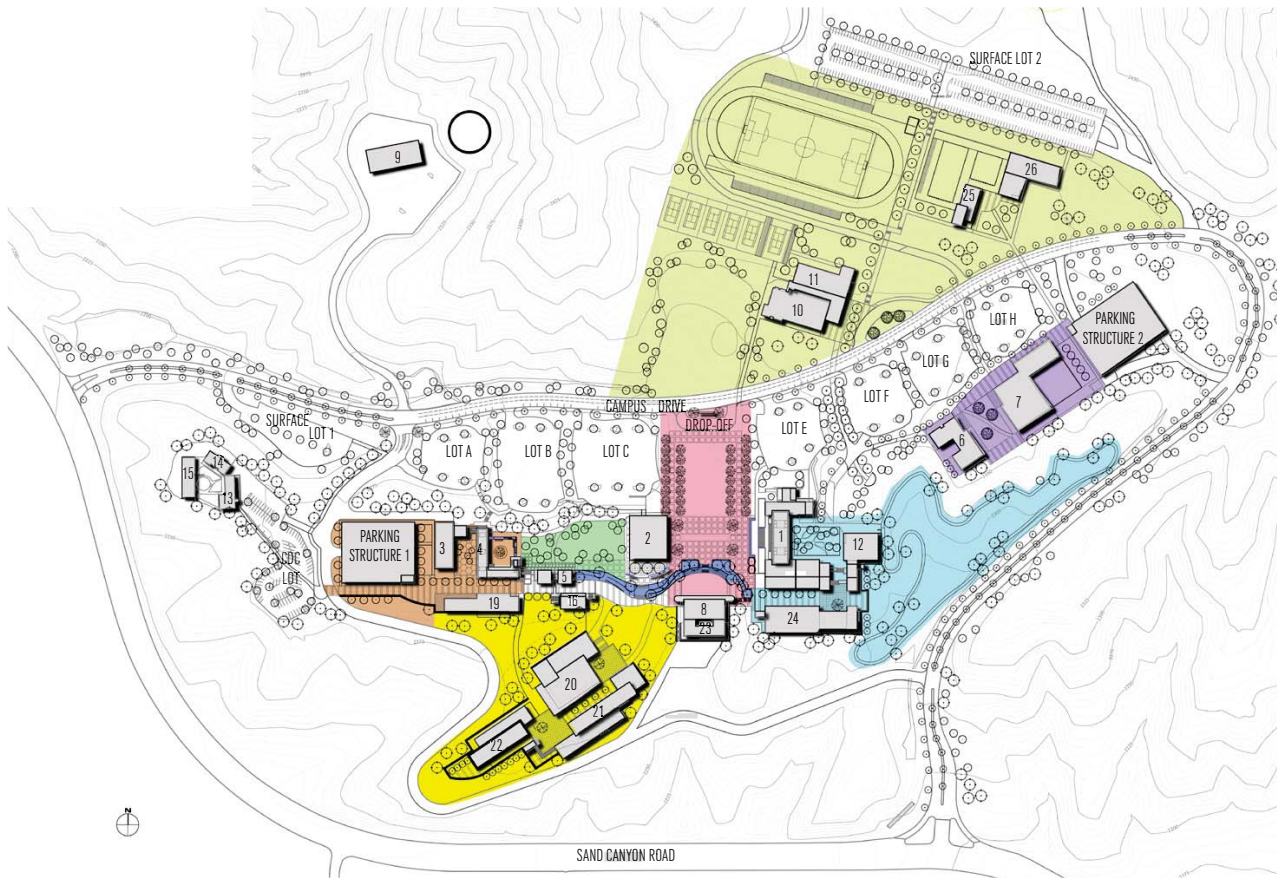 SURFACE LOT 2
9
26
25
11
10
LOT H
PARKING
STRUCTURE 2
LOT G
LOT F
7
CAMPUS DRIVE
DROP-OFF
SURFACE
LOT 1
LOT A
LOT B
LOT C
LOT E
6
14
15
13
PARKING
STRUCTURE 1
3
4
2
1
12
CDC
LOT
5
19
16
8
23
24
20
21
22
N
SAND CANYON ROAD